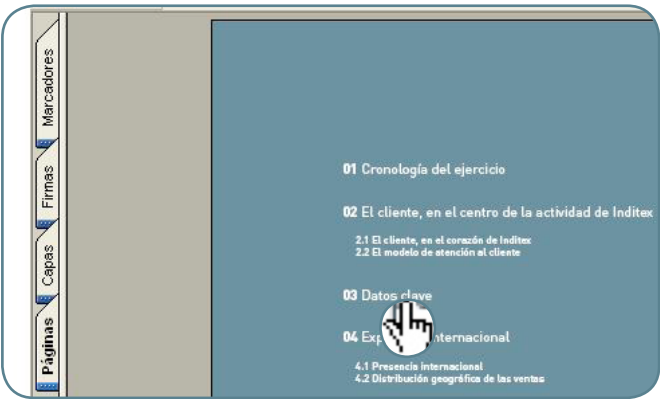 Marcadores
Firmas
Capas
Páginas
01 Cronología del ejercicio
02 El cliente, en el centro de la actividad de Inditex
2.1 El cliente, en el corazón de Inditex
2.2 El modelo de atención al cliente
03 Datos clave
04 Exp ternacional
4.1 Presencia internacional
4.2 Distribución geográfica de las ventas